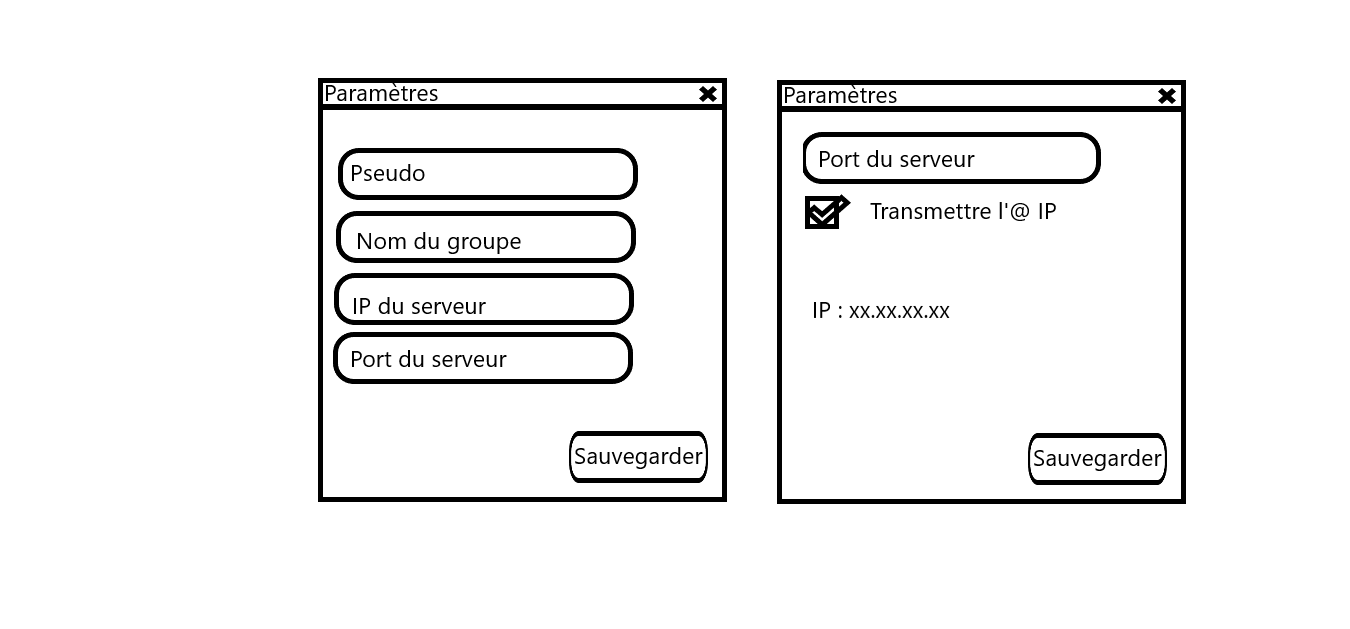 Paramètres
Pseudo
Nom du groupe
IP du serveur
Port du serveur
Sauvegarder
Paramètres
Port du serveur
Transmettre l'@ IP
IP : xx.xx.xx.xx
Sauvegarder